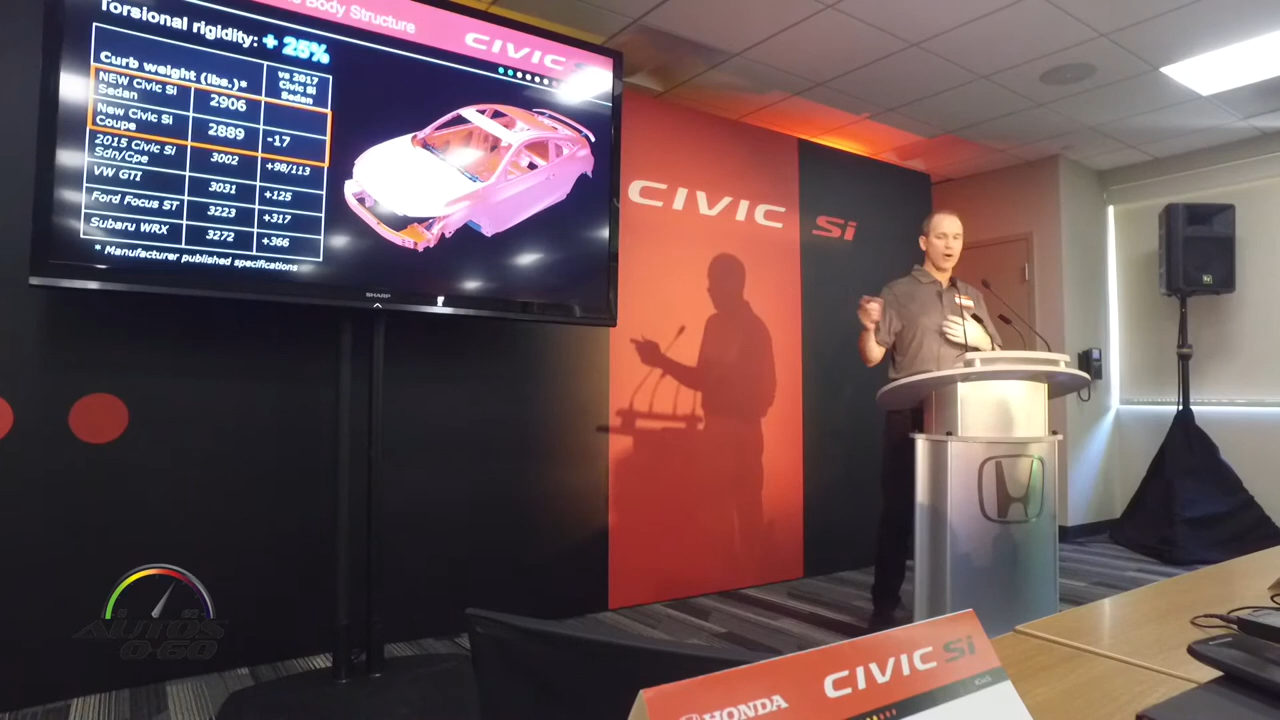 Body Structure
Torsional rigidity: + 25%
CIVIC
Curb weight (lbs.)*
vs 2017 Civic Si Sedan
NEW Civic Si Sedan 2906
New Civic Si Coupe 2889 -17
2015 Civic Si Sdn/Cpe 3002 +98/113
VW GTI 3031 +125
Ford Focus ST 3223 +317
Subaru WRX 3272 +366
* Manufacturer published specifications
SHARP
CIVIC Si
AUTOS
0-60
CIVIC Si
HONDA